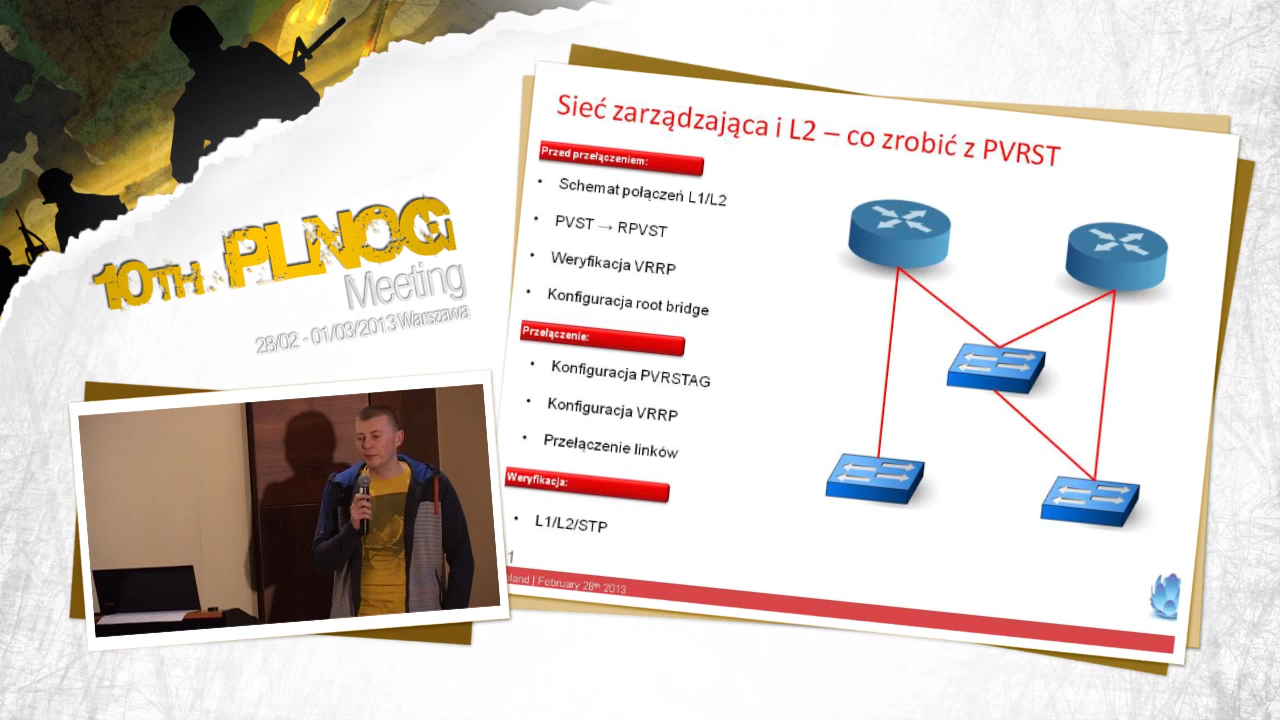 10TH PLNOG
Meeting
28/02 - 01/03/2013 Warszawa
Sieć zarządzająca i L2 – co zrobić z PVRST
Przed przełączeniem:
• Schemat połączeń L1/L2
• PVST → RPVST
• Weryfikacja VRRP
• Konfiguracja root bridge
Przełączenie:
• Konfiguracja PVRSTAG
• Konfiguracja VRRP
• Przełączenie linków
Weryfikacja:
• L1/L2/STP
1
| February 28th 2013